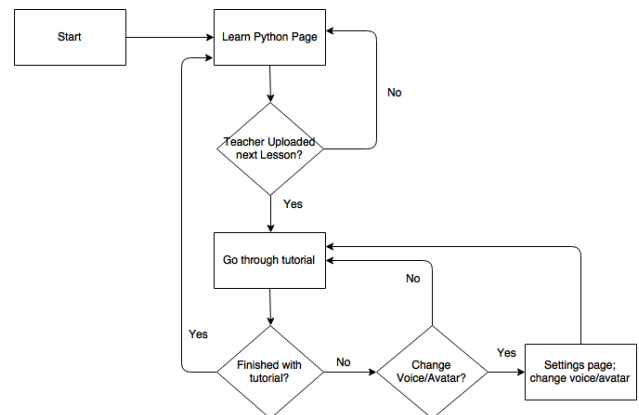 Start
Learn Python Page
No
Teacher Uploaded
next Lesson?
Yes
Go through tutorial
No
Yes
Finished with
tutorial?
No
Change
Voice/Avatar?
Yes
Settings page;
change voice/avatar